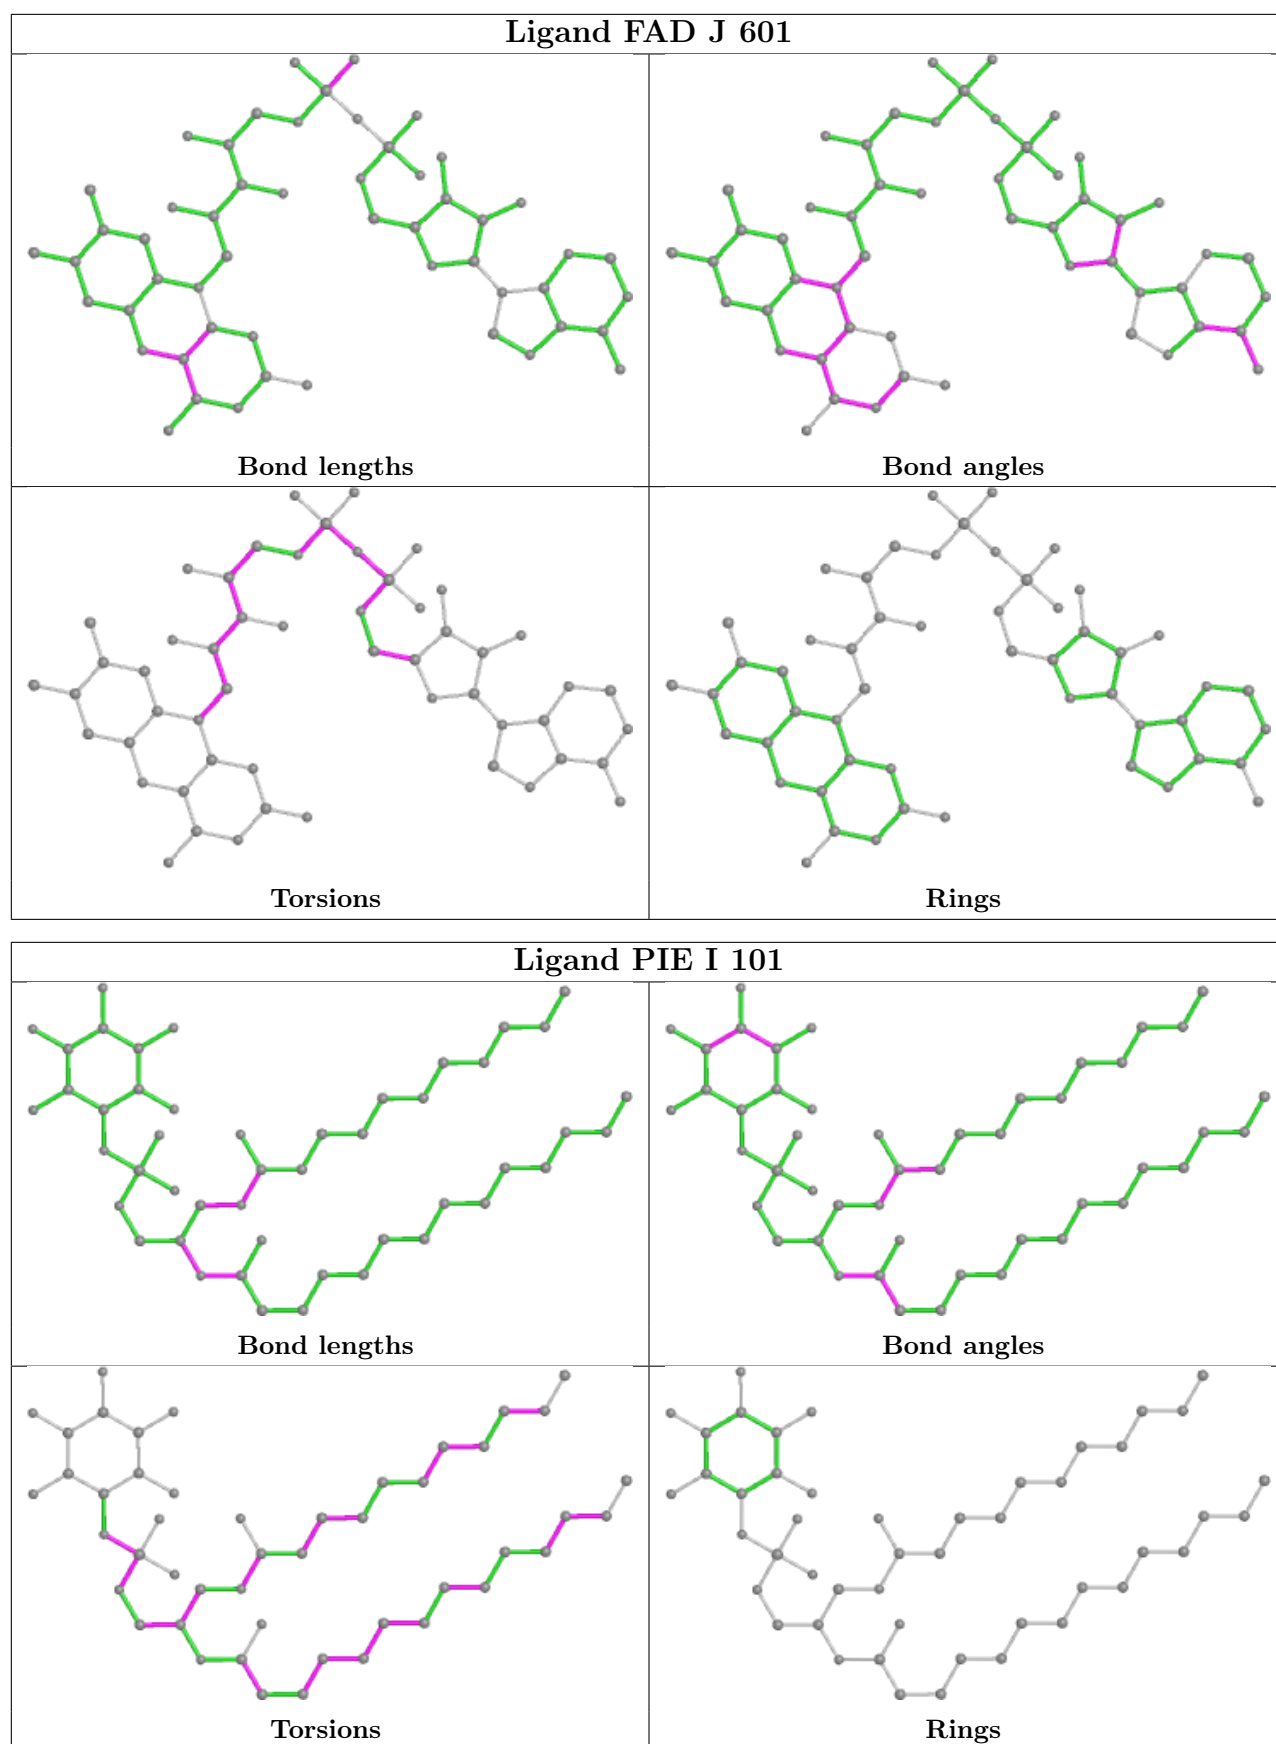 Ligand FAD J 601
Bond lengths
Bond angles
Torsions
Rings
Ligand PIE I 101
Bond lengths
Bond angles
Torsions
Rings